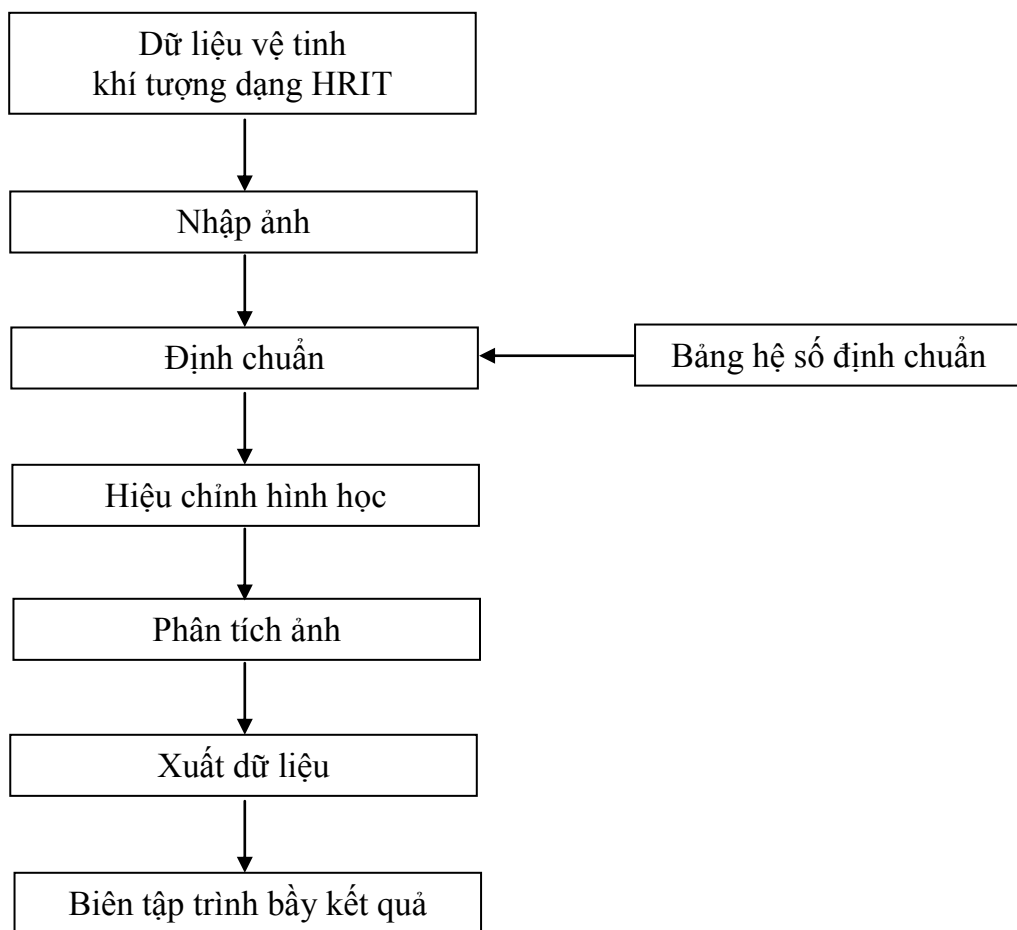 Dữ liệu vệ tinh
khí tượng dạng HRIT
Nhập ảnh
Định chuẩn
Bảng hệ số định chuẩn
Hiệu chỉnh hình học
Phân tích ảnh
Xuất dữ liệu
Biên tập trình bầy kết quả